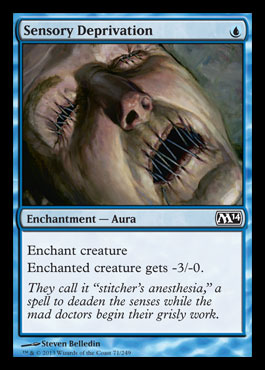 Sensory Deprivation
Enchantment — Aura
M14
Enchant creature
Enchanted creature gets -3/-0.
They call it “stitcher’s anesthesia,” a
spell to deaden the senses while the
mad doctors begin their grisly work.
Steven Belledin
™ & © 2013 Wizards of the Coast 71/249